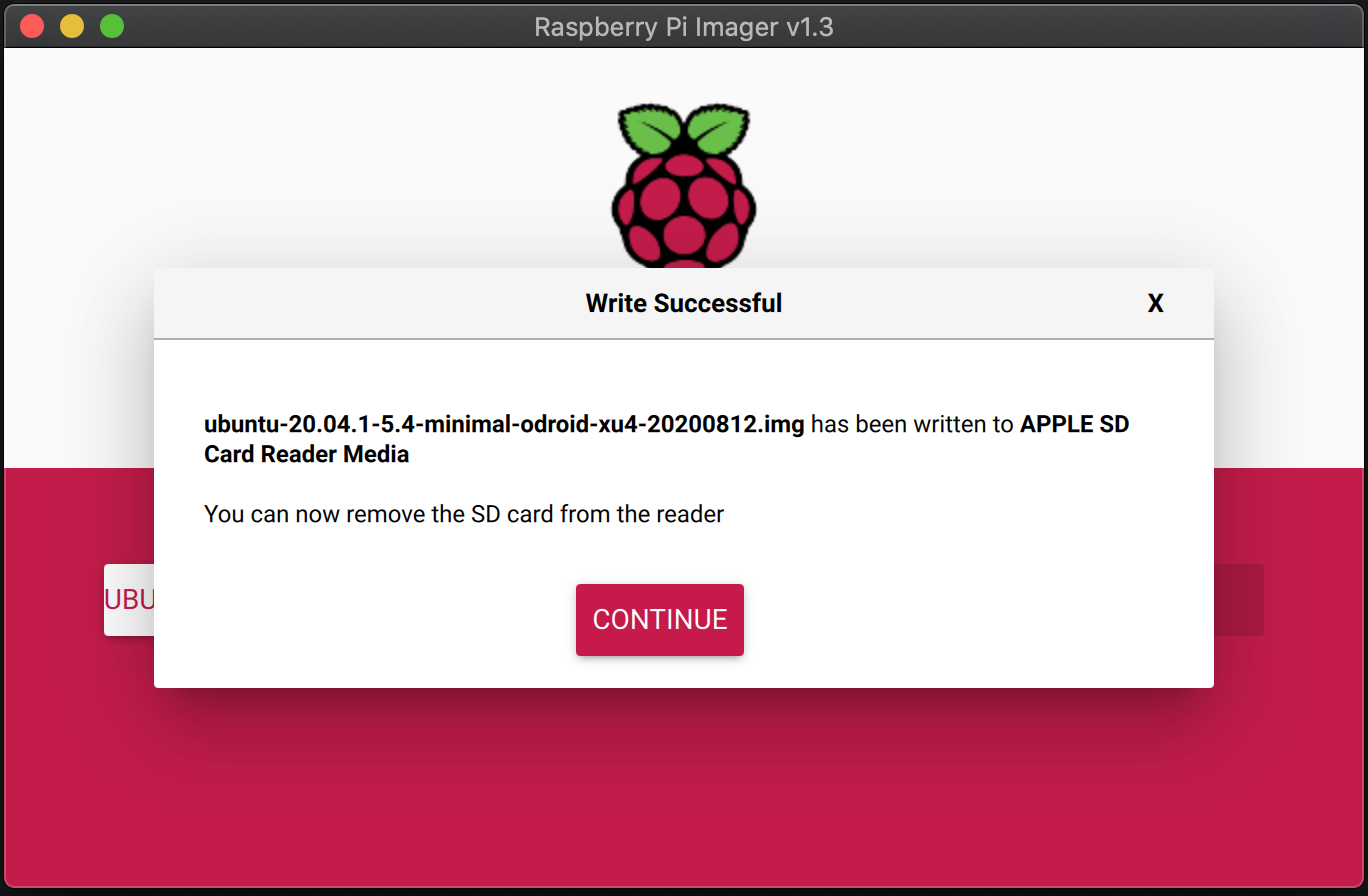 Raspberry Pi Imager v1.3
Write Successful
X
ubuntu-20.04.1-5.4-minimal-odroid-xu4-20200812.img has been written to APPLE SD
Card Reader Media
You can now remove the SD card from the reader
UBU
CONTINUE